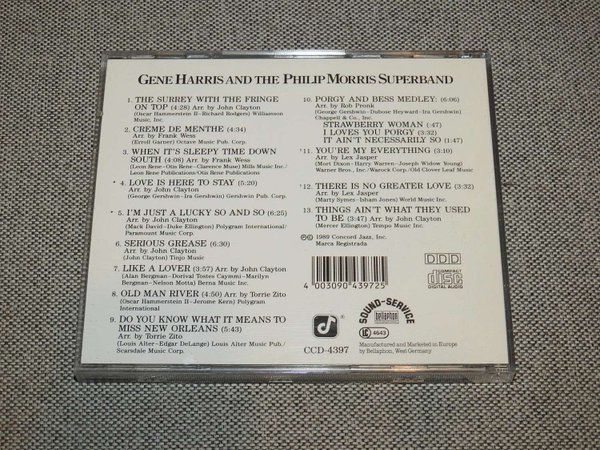 GENE HARRIS AND THE PHILIP MORRIS SUPERBAND
1. THE SURREY WITH THE FRINGE
ON TOP (4:28) Arr. by John Clayton
(Oscar Hammerstein II–Richard Rodgers) Williamson
Music, Inc.
2. CREME DE MENTHE (4:34)
Arr. by Frank Wess
(Erroll Garner) Octave Music Pub. Corp.
3. WHEN IT'S SLEEPY TIME DOWN
SOUTH (4:08) Arr. by Frank Wess
(Leon Rene–Otis Rene–Clarence Muse) Mills Music Inc./
Leon Rene Publications/Otis Rene Publications
* 4. LOVE IS HERE TO STAY (5:20)
Arr. by John Clayton
(George Gershwin–Ira Gershwin) Gershwin Pub. Corp.
* 5. I'M JUST A LUCKY SO AND SO (6:25)
Arr. by John Clayton
(Mack David–Duke Ellington) Polygram International/
Paramount Music Corp.
6. SERIOUS GREASE (6:30)
Arr. by John Clayton
(John Clayton) Tinjo Music
7. LIKE A LOVER (3:57) Arr. by John Clayton
(Alan Bergman–Dorival Tostes Caymmi–Marilyn
Bergman–Nelson Motta) Berna Music Inc.
8. OLD MAN RIVER (4:50) Arr. by Torrie Zito
(Oscar Hammerstein II–Jerome Kern) Polygram
International
9. DO YOU KNOW WHAT IT MEANS TO
MISS NEW ORLEANS (5:43)
Arr. by Torrie Zito
(Louis Alter–Edgar DeLange) Louis Alter Music Pub./
Scarsdale Music Corp.
10. PORGY AND BESS MEDLEY: (6:06)
Arr. by Rob Pronk
(George Gershwin–Dubose Heyward–Ira Gershwin)
Chappell & Co.
STRAWBERRY WOMAN (:47)
I LOVES YOU PORGY (3:32)
IT AIN'T NECESSARILY SO (1:47)
*11. YOU'RE MY EVERYTHING (3:10)
Arr. by Lex Jasper
(Mort Dixon–Harry Warren–Joseph Widow Young)
Warner Bros., Inc./Warock Corp./Old Clover Leaf Music
*12. THERE IS NO GREATER LOVE (3:32)
Arr. by Lex Jasper
(Marty Symes–Isham Jones) World Music Inc.
13. THINGS AIN'T WHAT THEY USED
TO BE (3:47) Arr. by John Clayton
(Mercer Ellington) Tempo Music Inc.
℗ © 1989 Concord Jazz, Inc.
Marca Registrada
4 003090 439725
DDD
COMPACT
disc
DIGITAL AUDIO
SOUND-SERVICE
bellaphon
LC 4643
Manufactured and Marketed in Europe
by Bellaphon, West Germany
CCD-4397